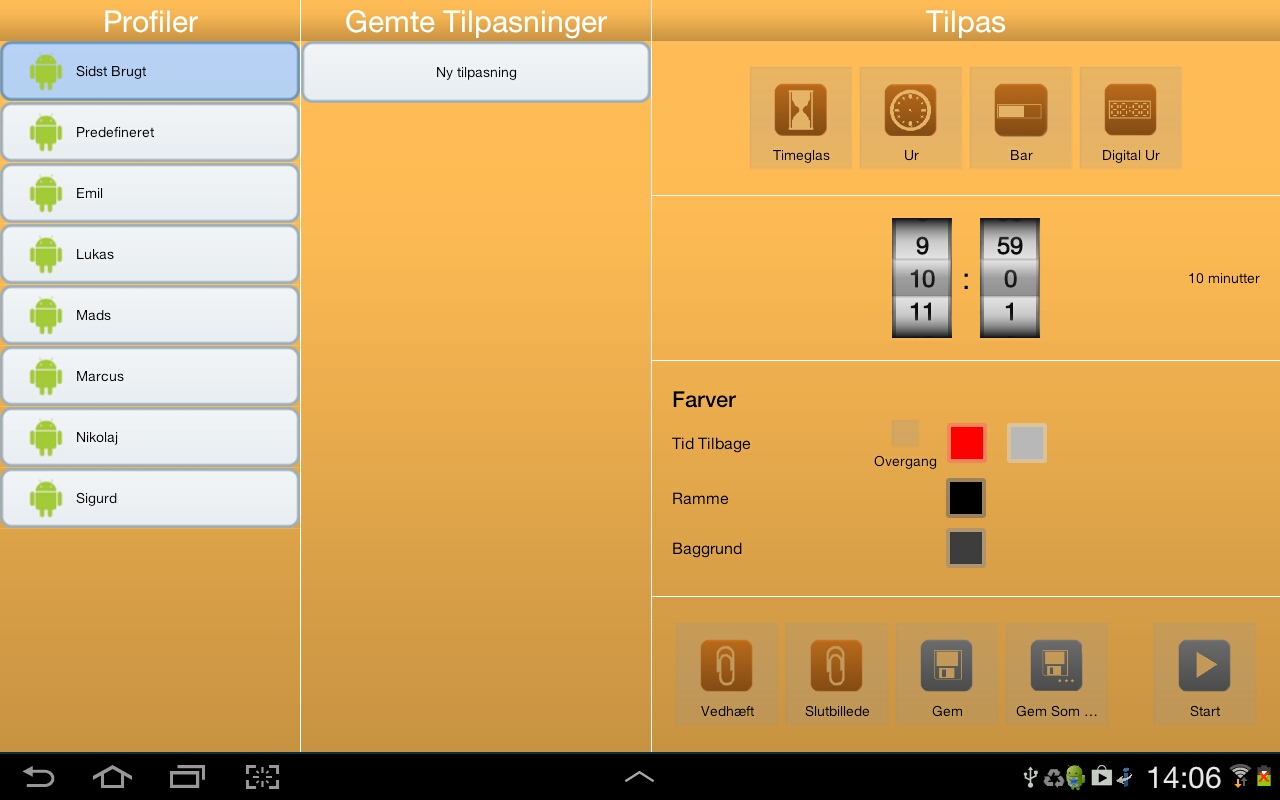 Profiler
Sidst Brugt
Predefineret
Emil
Lukas
Mads
Marcus
Nikolaj
Sigurd
Gemte Tilpasninger
Ny tilpasning
Tilpas
Timeglas Ur Bar Digital Ur
9 59
10 : 0 10 minutter
11 1
Farver
Tid Tilbage
Overgang
Ramme
Baggrund
Vedhæft Slutbillede Gem Gem Som ... Start
14:06